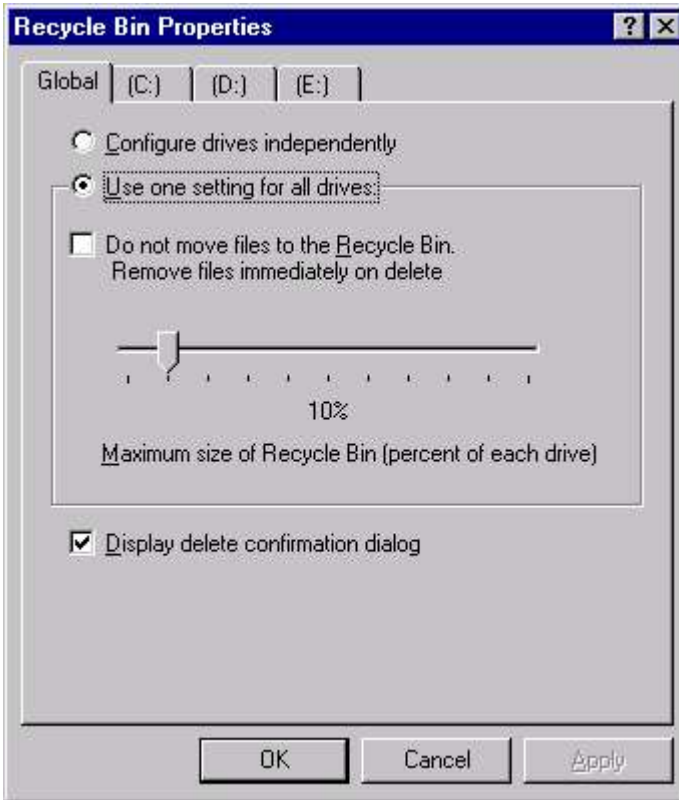 Recycle Bin Properties
Global (C:) (D:) (E:)
Configure drives independently
Use one setting for all drives:
Do not move files to the Recycle Bin.
Remove files immediately on delete
10%
Maximum size of Recycle Bin (percent of each drive)
Display delete confirmation dialog
OK Cancel Apply